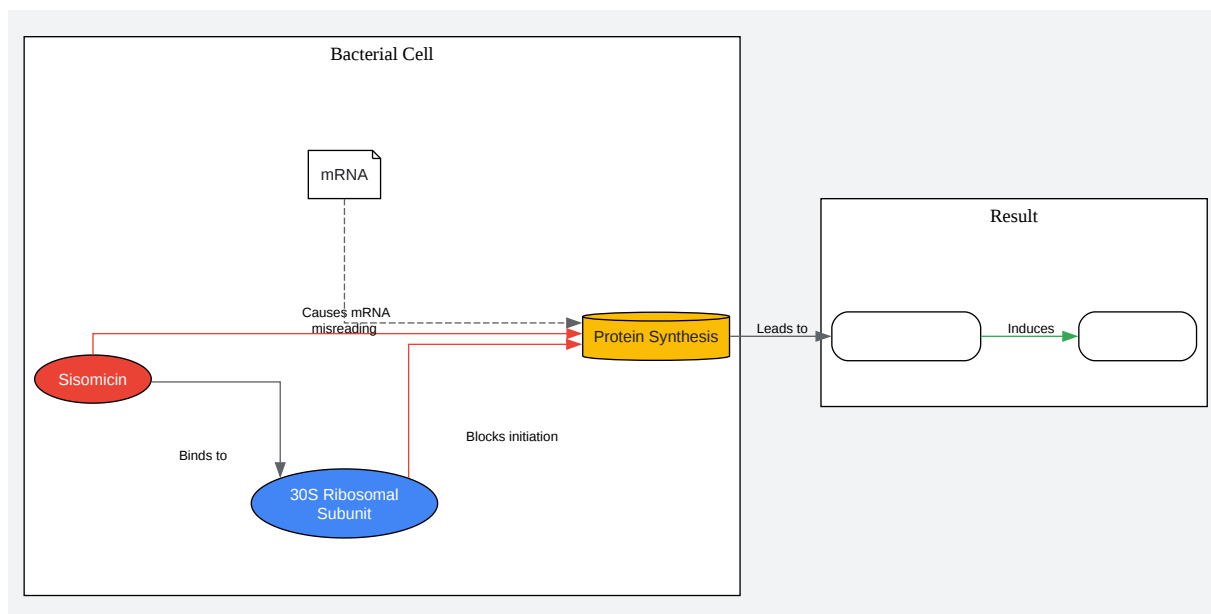 Bacterial Cell
mRNA
Result
Causes mRNA
misreading
Protein Synthesis
Leads to
Induces
Sisomicin
Blocks initiation
Binds to
30S Ribosomal
Subunit